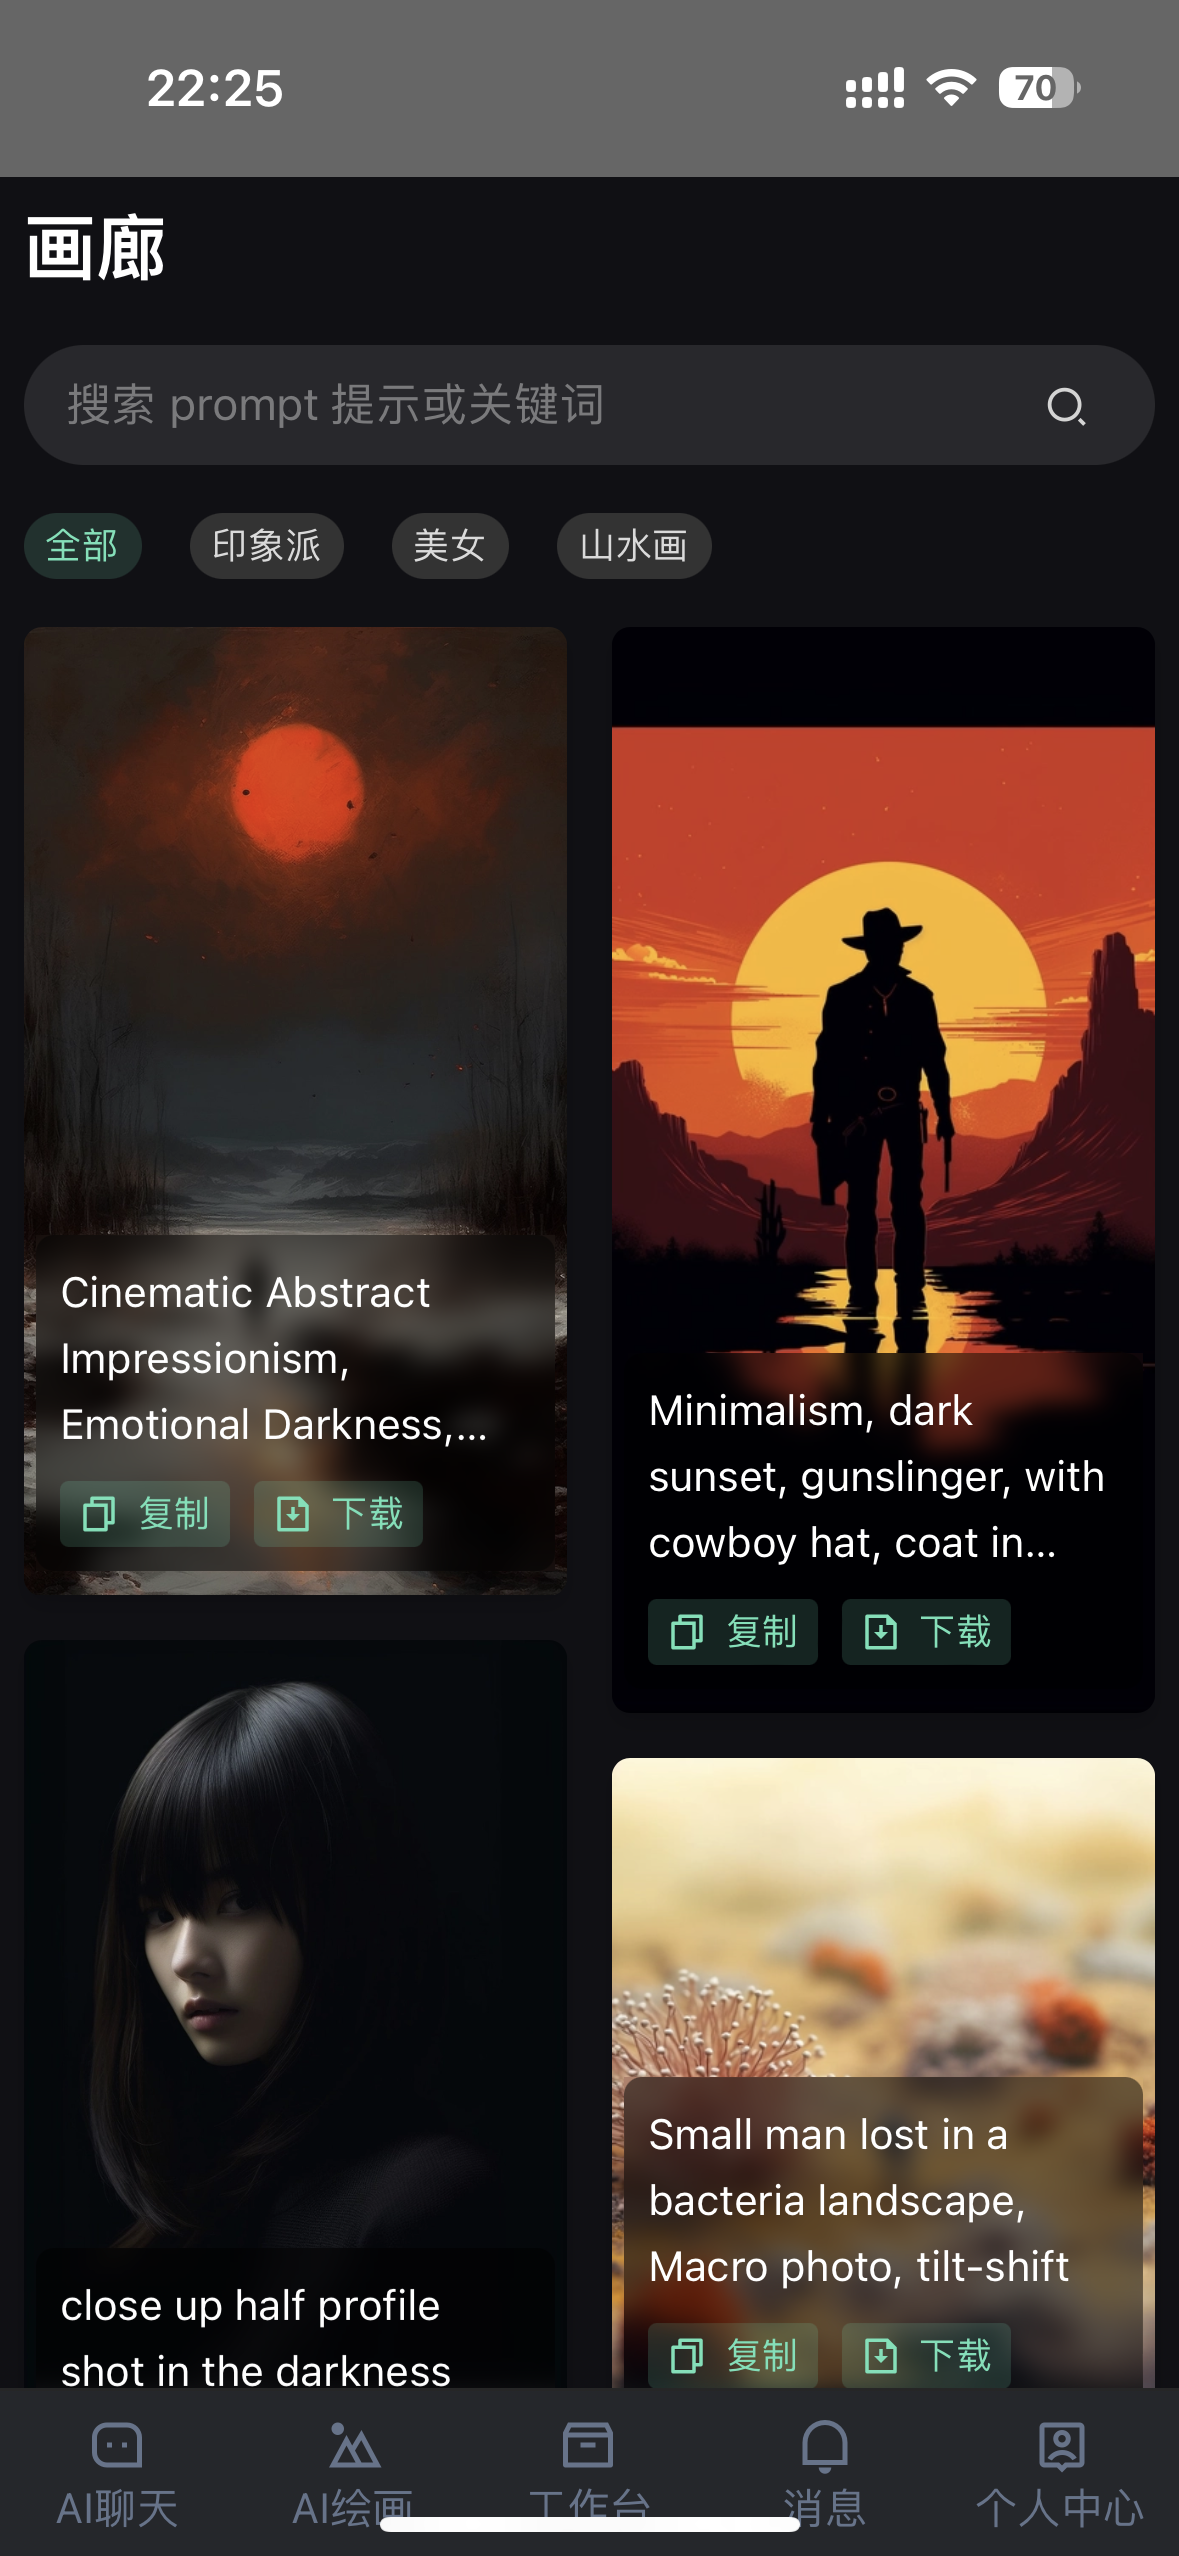 22:25
70
画廊
搜索 prompt 提示或关键词
全部 印象派 美女 山水画
Cinematic Abstract
Impressionism,
Emotional Darkness,...
复制 下载
Minimalism, dark
sunset, gunslinger, with
cowboy hat, coat in...
复制 下载
close up half profile
shot in the darkness
Small man lost in a
bacteria landscape,
Macro photo, tilt-shift
复制 下载
AI聊天 AI绘画 工作台 消息 个人中心